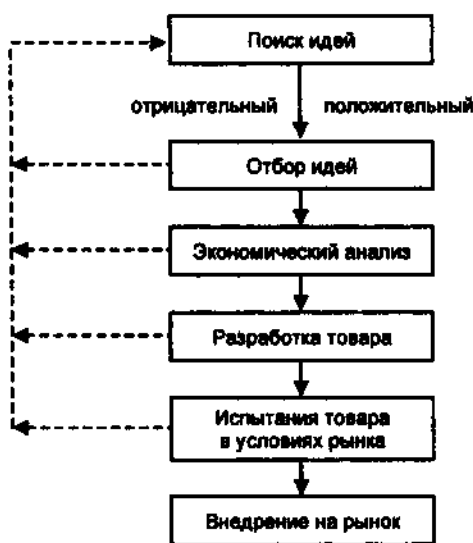 Поиск идей
отрицательный положительный
Отбор идей
Экономический анализ
Разработка товара
Испытания товара
в условиях рынка
Внедрение на рынок